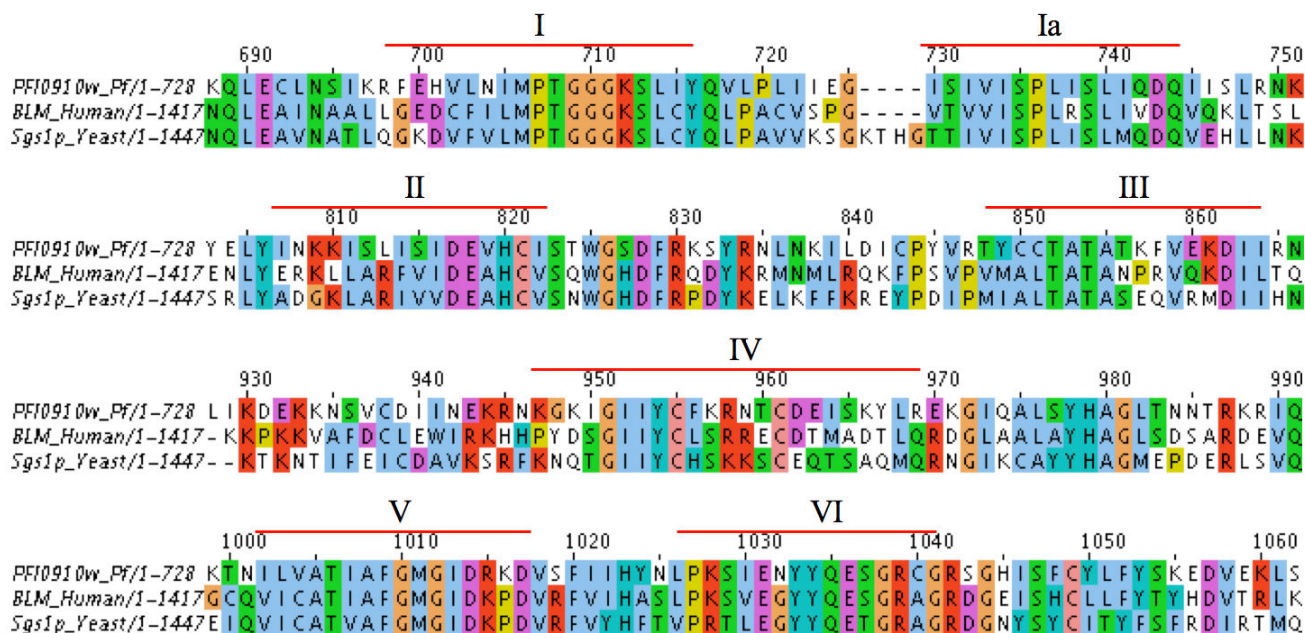 I Ia
690 700 710 720 730 740 750
PFI0910w_Pf/1-728 KQLECLNSIKRFEHVLNIMPTGGGKSLIYQVLPLIIEG----ISIVISPLISLIQDQIISLRNK
BLM_Human/1-1417 NQLEAINAALLGEDCFILMPTGGGKSLCYQLPACVSPG----VTVVISPLRSLIVDQVQKLTSL
Sgs1p_Yeast/1-1447 NQLEAVNATLQGKDVFVLMPTGGGKSLCYQLPAVVKSGKTHGTTIVISPLISLMQDQVEHLLNK
II III
810 820 830 840 850 860
PFI0910w_Pf/1-728 YELYINKKISLISIDEVHCISTWGSDFRKSYRNLNKILDICPYVRTYCCTATATKFVEKDIIRN
BLM_Human/1-1417 ENLYERKLLARFVIDEAHCVSQWGHDFRQDYKRMNMLRQKFPSVPVMALTATANPRVQKDILTQ
Sgs1p_Yeast/1-1447 SRLYADGKLARIVVDEAHCVSNWGHDFRPDYKELKFFKREYPDIPMIALTATASEQVRMDIIHN
IV
930 940 950 960 970 980 990
PFI0910w_Pf/1-728 LIKDEKKNSVCDIINEKRNKGKIGIIYCFKRNTCDEISKYLREKGIQALSYHAGLTNNTRKRIQ
BLM_Human/1-1417 -KKPKKVAFDCLEWIRKHHPYDSGIIYCLSRRECDTMADTLQRDGLAALAYHAGLSDSARDEVQ
Sgs1p_Yeast/1-1447 --KTKNTIFEICDAVKSRFKNQTGIIYCHSKKSCEQTSAQMQRNGIKCAYYHAGMEPDERLSVQ
V VI
1000 1010 1020 1030 1040 1050 1060
PFI0910w_Pf/1-728 KTNILVATIAFGMGIDRKDVSFIIHYNLPKSIENYYQESGRCGRSGHISFCYLFYSKEDVEKLS
BLM_Human/1-1417 GCQVICATIAFGMGIDKPDVRFVIHASLPKSVEGYYQESGRAGRDGEISHCLLFYTYHDVTRLK
Sgs1p_Yeast/1-1447 EIQVICATVAFGMGIDKPDVRFVYHFTVPRTLEGYYQETGRAGRDGNYSYCITYFSFRDIRTMQ